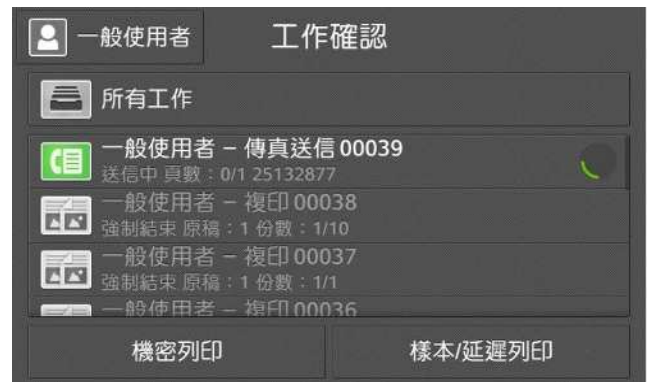 一般使用者
工作確認
所有工作
一般使用者 – 傳真送信 00039
送信中 頁數：0/1 25132877
一般使用者 – 複印 00038
強制結束 原稿：1 份數：1/10
一般使用者 – 複印 00037
強制結束 原稿：1 份數：1/1
一般使用者 – 複印 00036
機密列印
樣本/延遲列印